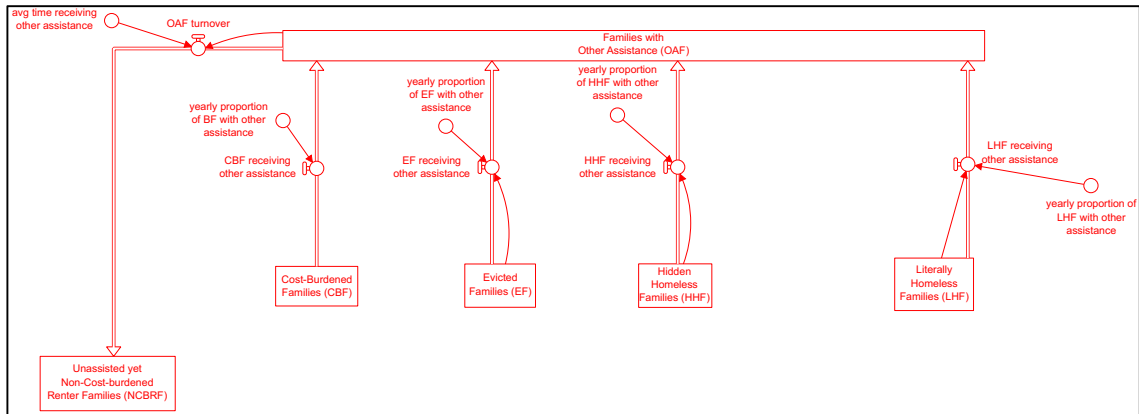 avg time receiving
other assistance
OAF turnover
Families with
Other Assistance (OAF)
yearly proportion
of BF with other
assistance
yearly proportion
of EF with other
assistance
yearly proportion
of HHF with other
assistance
CBF receiving
other assistance
EF receiving
other assistance
HHF receiving
other assistance
LHF receiving
other assistance
yearly proportion of
LHF with other
assistance
Cost-Burdened
Families (CBF)
Evicted
Families (EF)
Hidden
Homeless
Families (HHF)
Literally
Homeless
Families (LHF)
Unassisted yet
Non-Cost-burdened
Renter Families (NCBRF)